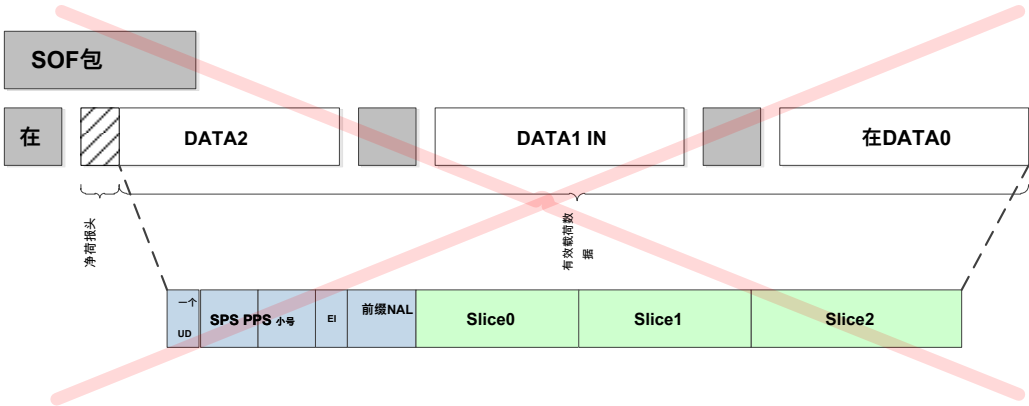 SOF包
在
DATA2
DATA1 IN
在DATA0
净荷报头
有效载荷数
据
一个
UD
SPS PPS 小号
EI
前缀NAL
Slice0
Slice1
Slice2